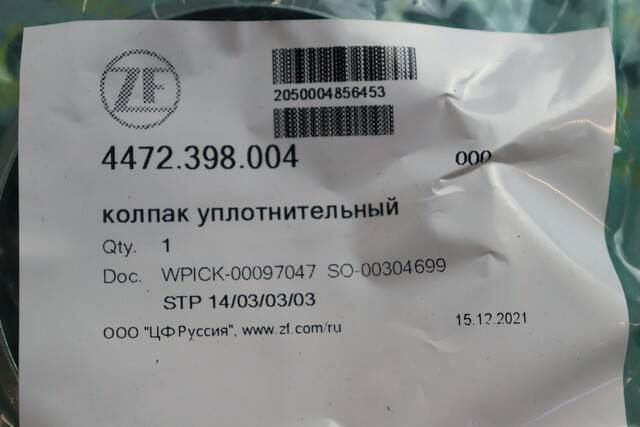 ZF
2050004856453
4472.398.004 000
колпак уплотнительный
Qty. 1
Doc. WPICK-00097047 SO-00304699
STP 14/03/03/03
ООО "ЦФ Руссия", www.zf.com/ru 15.12.2021